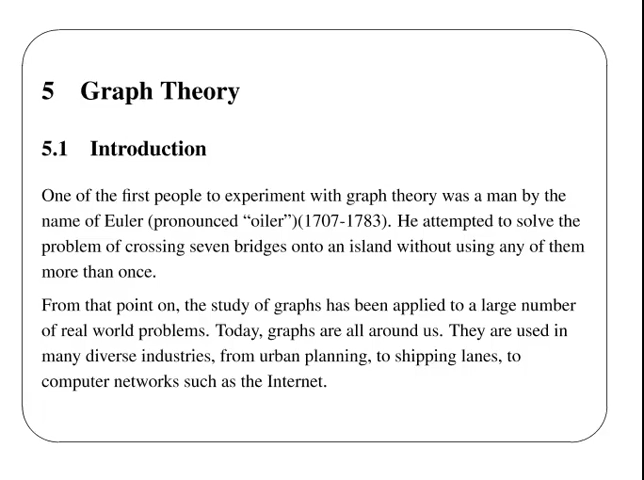 5 Graph Theory
5.1 Introduction
One of the first people to experiment with graph theory was a man by the
name of Euler (pronounced “oiler”)(1707-1783). He attempted to solve the
problem of crossing seven bridges onto an island without using any of them
more than once.
From that point on, the study of graphs has been applied to a large number
of real world problems. Today, graphs are all around us. They are used in
many diverse industries, from urban planning, to shipping lanes, to
computer networks such as the Internet.